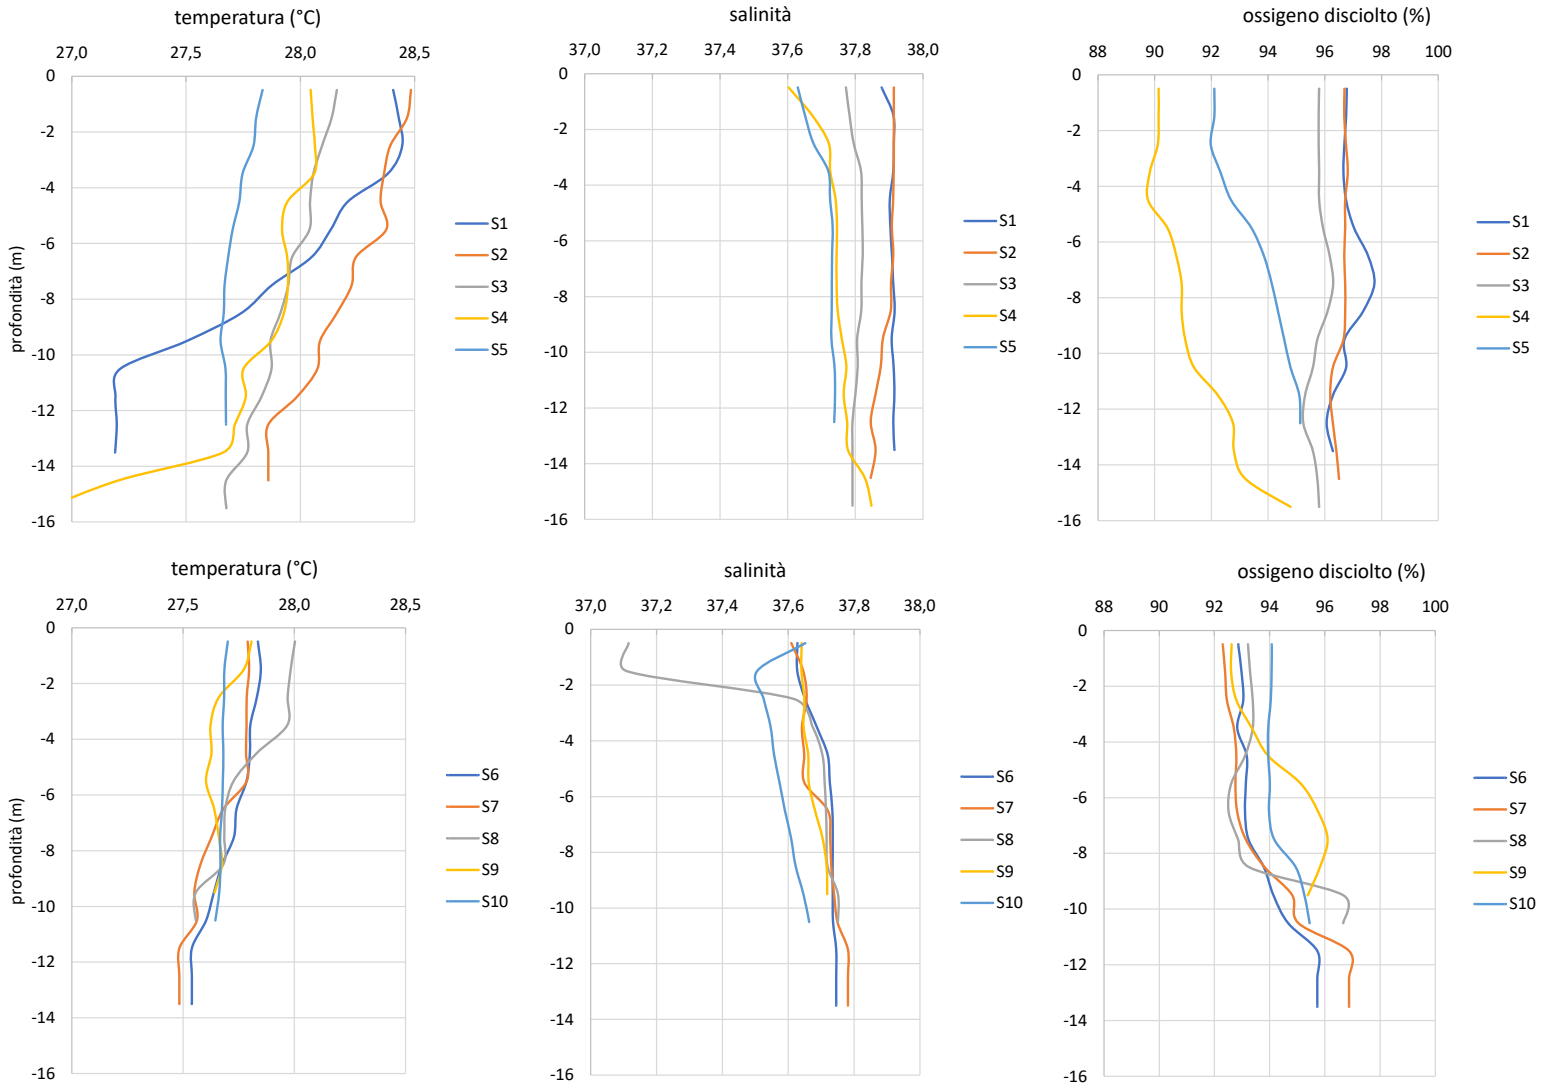 temperatura (°C)
27,0 27,5 28,0 28,5
0
-2
-4
-6
-8
-10
-12
-14
-16
profondità (m)
S1
S2
S3
S4
S5
salinità
37,0 37,2 37,4 37,6 37,8 38,0
0
-2
-4
-6
-8
-10
-12
-14
-16
S1
S2
S3
S4
S5
ossigeno disciolto (%)
88 90 92 94 96 98 100
0
-2
-4
-6
-8
-10
-12
-14
-16
S1
S2
S3
S4
S5
temperatura (°C)
27,0 27,5 28,0 28,5
0
-2
-4
-6
-8
-10
-12
-14
-16
profondità (m)
S6
S7
S8
S9
S10
salinità
37,0 37,2 37,4 37,6 37,8 38,0
0
-2
-4
-6
-8
-10
-12
-14
-16
S6
S7
S8
S9
S10
ossigeno disciolto (%)
88 90 92 94 96 98 100
0
-2
-4
-6
-8
-10
-12
-14
-16
S6
S7
S8
S9
S10